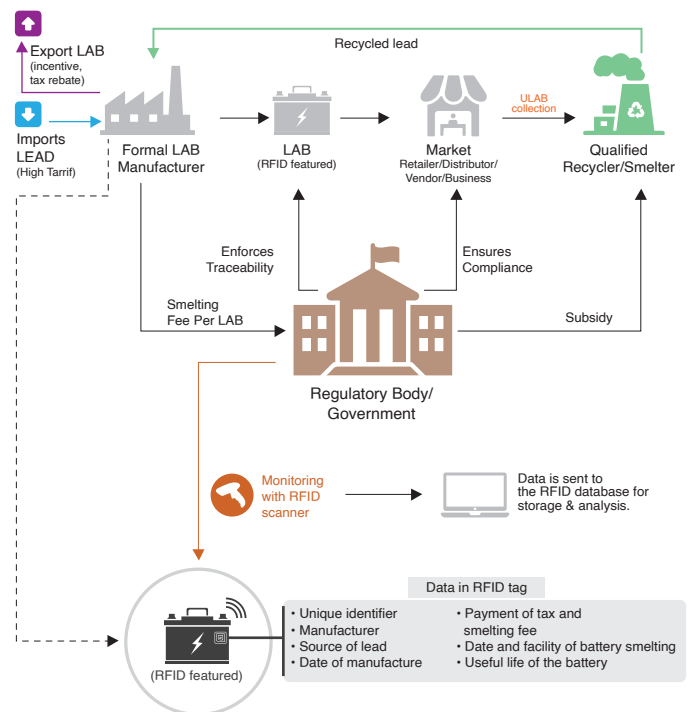 Recycled lead
Export LAB
(incentive,
tax rebate)
Imports
LEAD
(High Tarrif)
Formal LAB
Manufacturer
LAB
(RFID featured)
Market
Retailer/Distributor/
Vendor/Business
ULAB
collection
Qualified
Recycler/Smelter
Enforces
Traceability
Ensures
Compliance
Smelting
Fee Per LAB
Subsidy
Regulatory Body/
Government
Monitoring
with RFID
scanner
Data is sent to
the RFID database for
storage & analysis.
Data in RFID tag
• Unique identifier
• Manufacturer
• Source of lead
• Date of manufacture
• Payment of tax and
smelting fee
• Date and facility of battery smelting
• Useful life of the battery
(RFID featured)